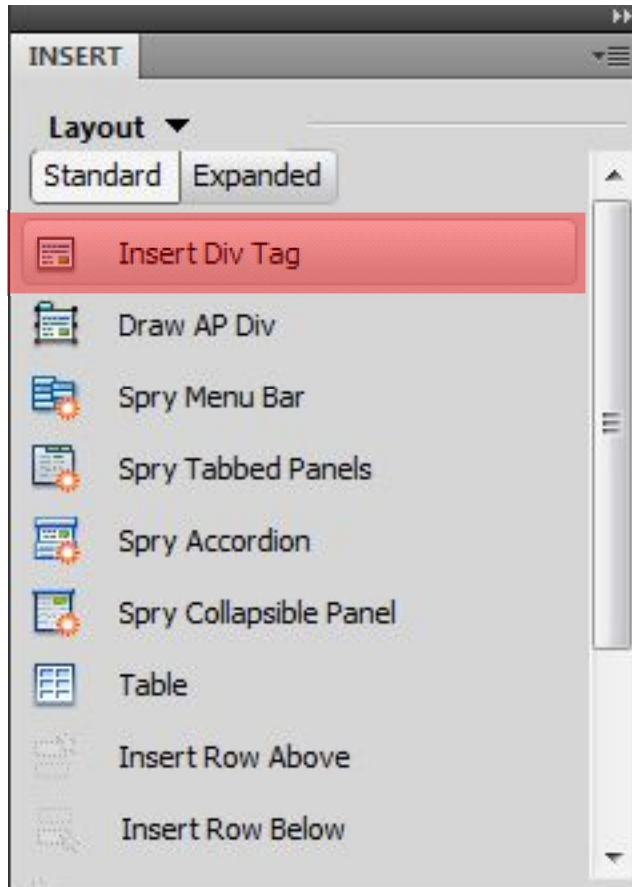 INSERT
Layout
Standard Expanded
Insert Div Tag
Draw AP Div
Spry Menu Bar
Spry Tabbed Panels
Spry Accordion
Spry Collapsible Panel
Table
Insert Row Above
Insert Row Below